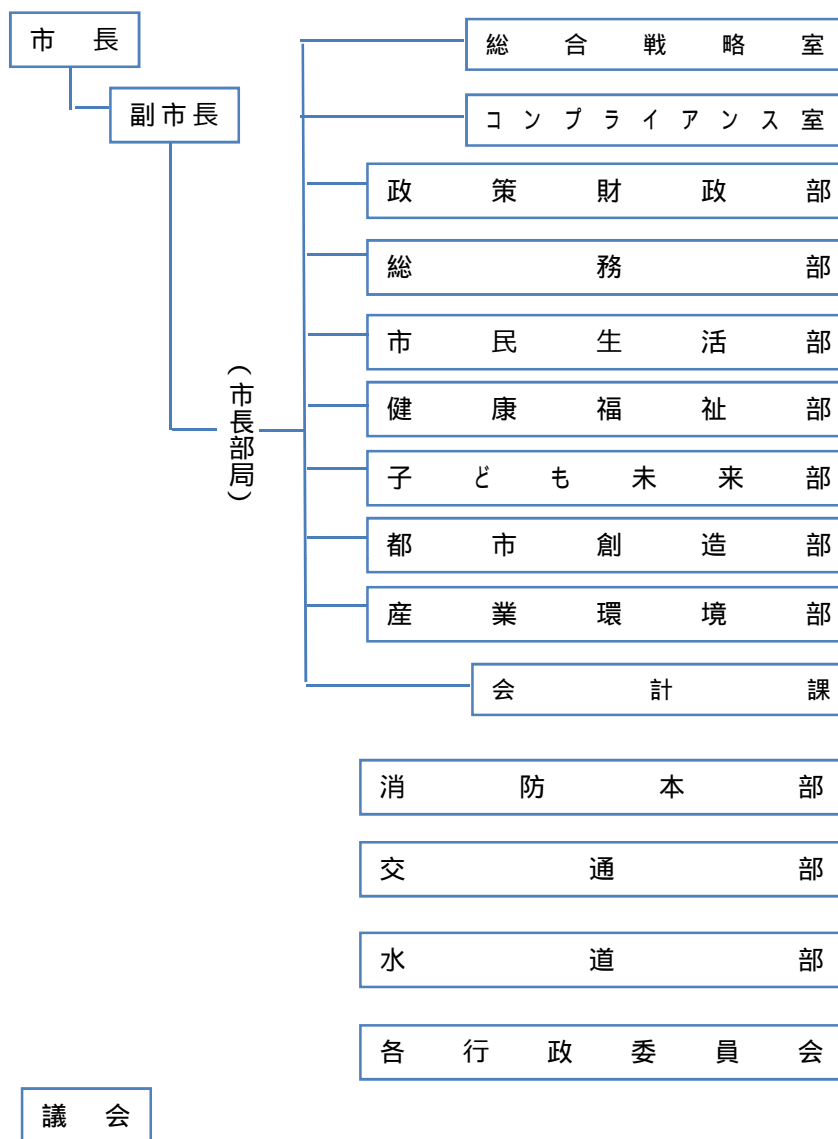 市長
副市長
(市長部局)
総合戦略室
コンプライアンス室
政策財政部
総務部
市民生活部
健康福祉部
子ども未来部
都市創造部
産業環境部
会計課
消防本部
交通部
水道部
各行政委員会
議会